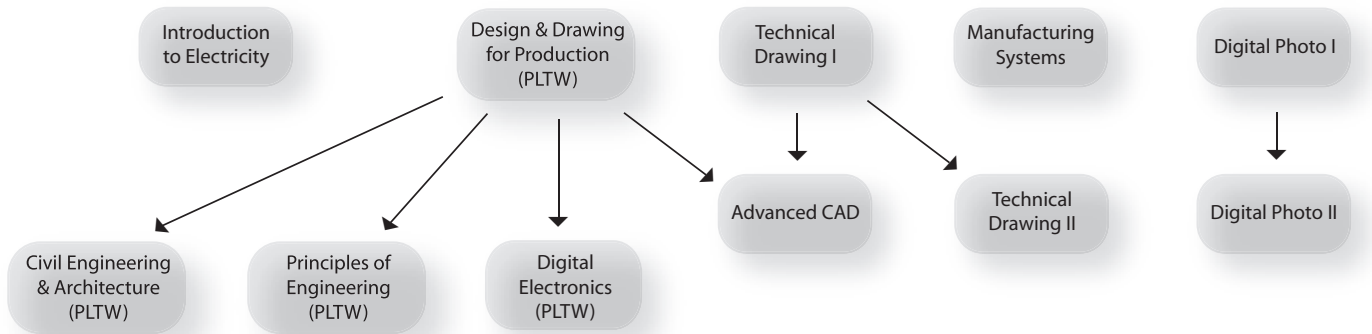 Introduction
to Electricity
Design & Drawing
for Production
(PLTW)
Technical
Drawing I
Manufacturing
Systems
Digital Photo I
Advanced CAD
Technical
Drawing II
Digital Photo II
Civil Engineering
& Architecture
(PLTW)
Principles of
Engineering
(PLTW)
Digital
Electronics
(PLTW)